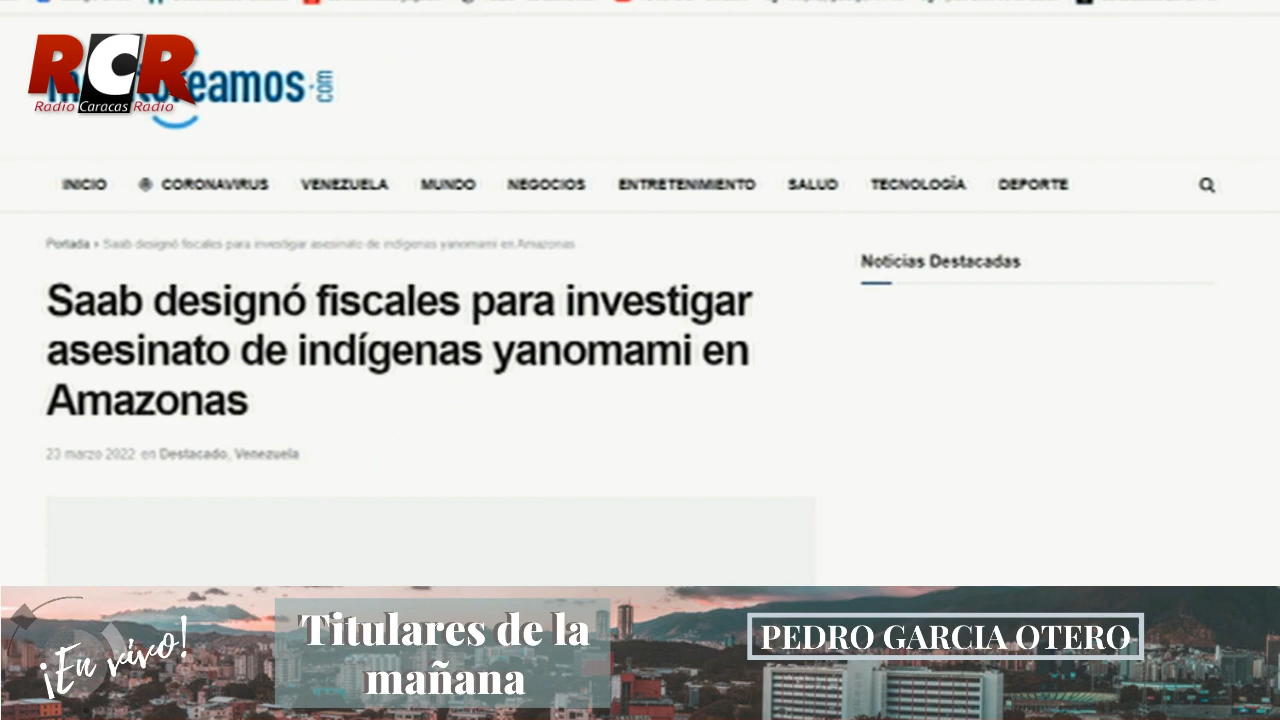 RCR
Radio Caracas Radio
eamos.com
INICIO CORONAVIRUS VENEZUELA MUNDO NEGOCIOS ENTRETENIMIENTO SALUD TECNOLOGÍA DEPORTE
Portada » Saab designó fiscales para investigar asesinato de indígenas yanomami en Amazonas
Noticias Destacadas
Saab designó fiscales para investigar
asesinato de indígenas yanomami en
Amazonas
23 marzo 2022 en Destacado, Venezuela
¡En vivo!
Titulares de la
mañana
PEDRO GARCIA OTERO